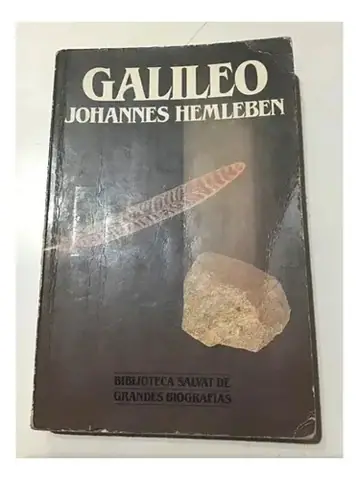 GALILEO
JOHANNES HEMLEBEN
BIBLIOTECA SALVAT DE
GRANDES BIOGRAFIAS